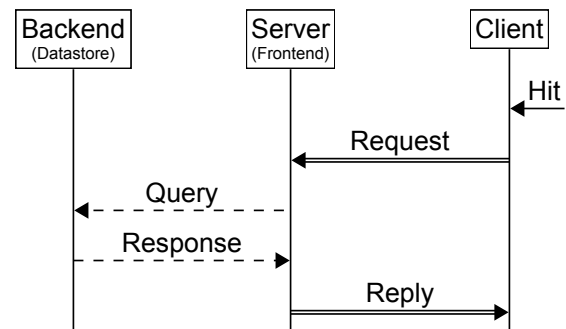 Backend
(Datastore)
Server
(Frontend)
Client
Hit
Request
Query
Response
Reply